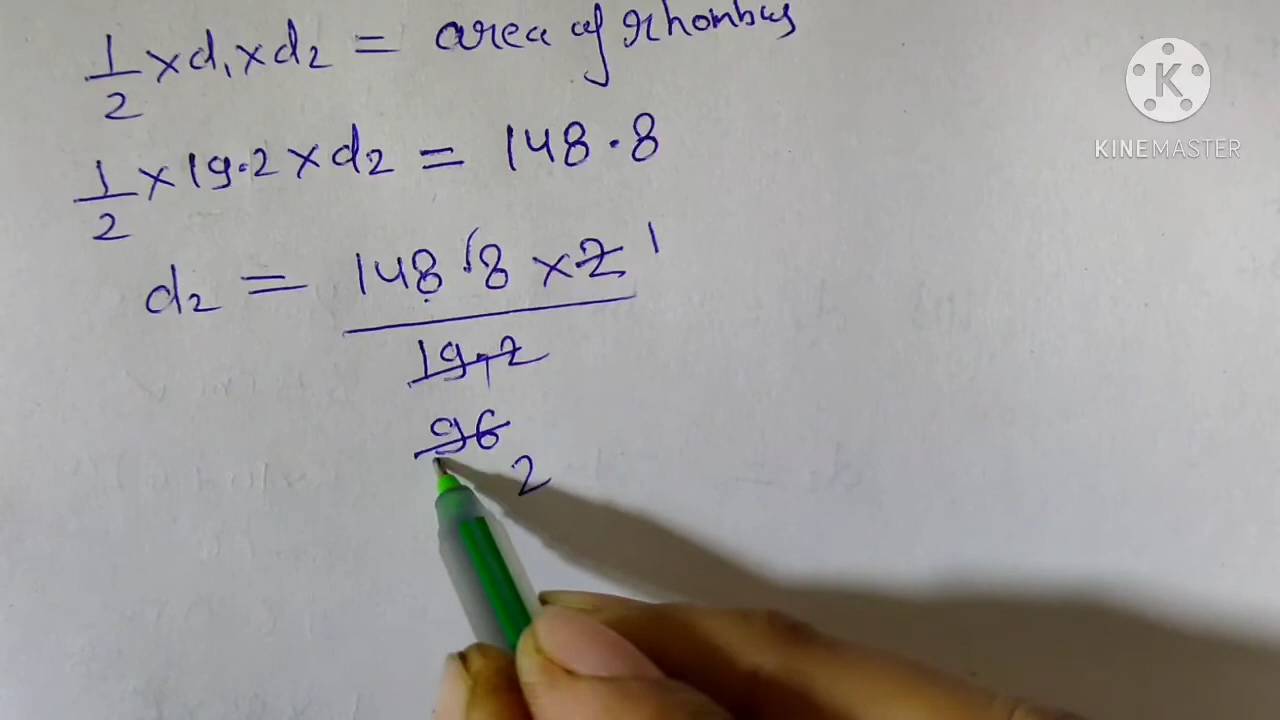 1/2 × d1 × d2 = area of rhombus
K
KINEMASTER
1/2 × 19.2 × d2 = 148.8
d2 = 148.8 × 2 1
19.2
96
2